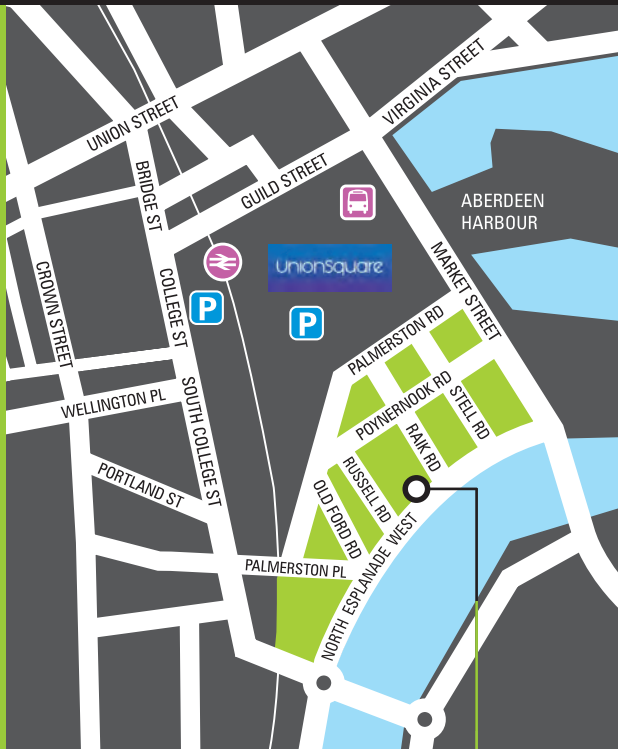 VIRGINIA STREET
UNION STREET
BRIDGE ST
GUILD STREET
ABERDEEN
HARBOUR
UnionSquare
P
P
MARKET STREET
CROWN STREET
COLLEGE ST
PALMERSTON RD
WELLINGTON PL
SOUTH COLLEGE ST
POYNERNOOK RD
STELL RD
RAIK RD
PORTLAND ST
RUSSELL RD
OLD FORD RD
PALMERSTON PL
NORTH ESPLANADE WEST